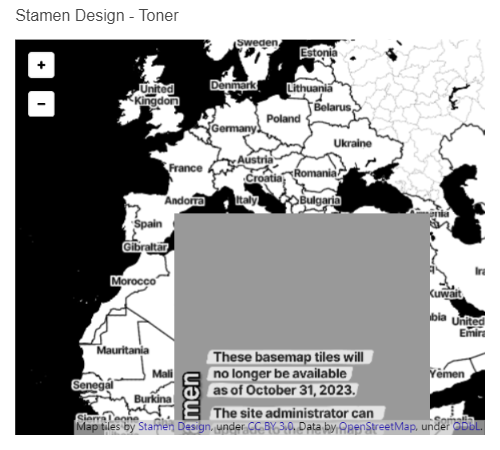 Stamen Design - Toner
+
−
Sweden
Estonia
United
Kingdom
Denmark
Lithuania
Belarus
Poland
Germany
Ukraine
Austria
France
Croatia
Romania
Andorra
Italy
Bulgaria
Spain
Gibraltar
Morocco
Kuwait
United
Mauritania
These basemap tiles will
no longer be available
as of October 31, 2023.
Mali
Yemen
Senegal
Burkina
men
The site administrator can
Sierra Leone
Map tiles by Stamen Design, under CC BY 3.0. Data by OpenStreetMap, under ODbL.